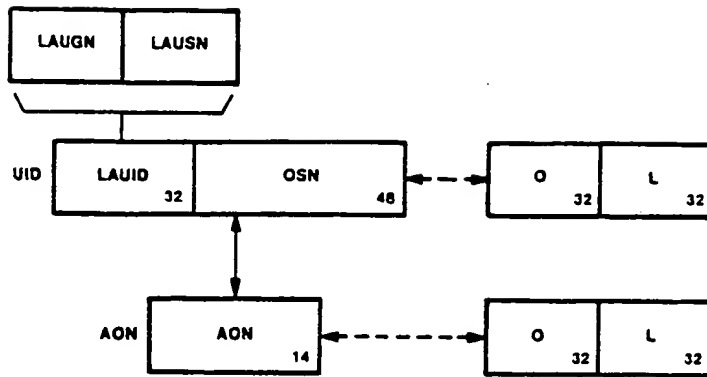 LAUGN LAUSN
UID LAUID 32 OSN 48 O 32 L 32
AON AON 14 O 32 L 32